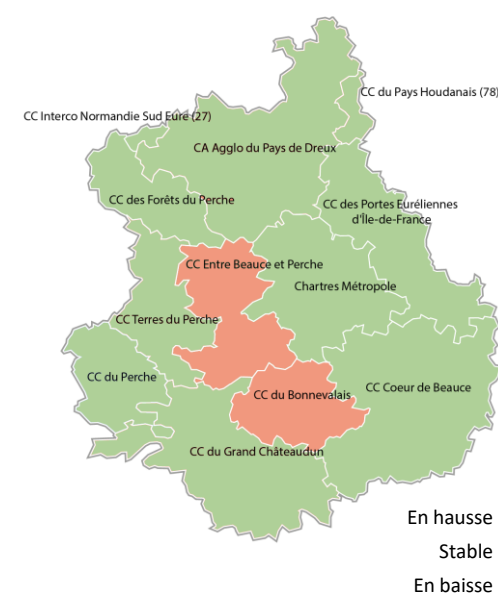 CC du Pays Houdanais (78)
CC Interco Normandie Sud Eure (27)
CA Agglo du Pays de Dreux
CC des Forêts du Perche
CC des Portes Euréliennes
d'Île-de-France
CC Entre Beauce et Perche
Chartres Métropole
CC Terres du Perche
CC du Perche
CC Coeur de Beauce
CC du Bonnevalais
CC du Grand Châteaudun
En hausse
Stable
En baisse